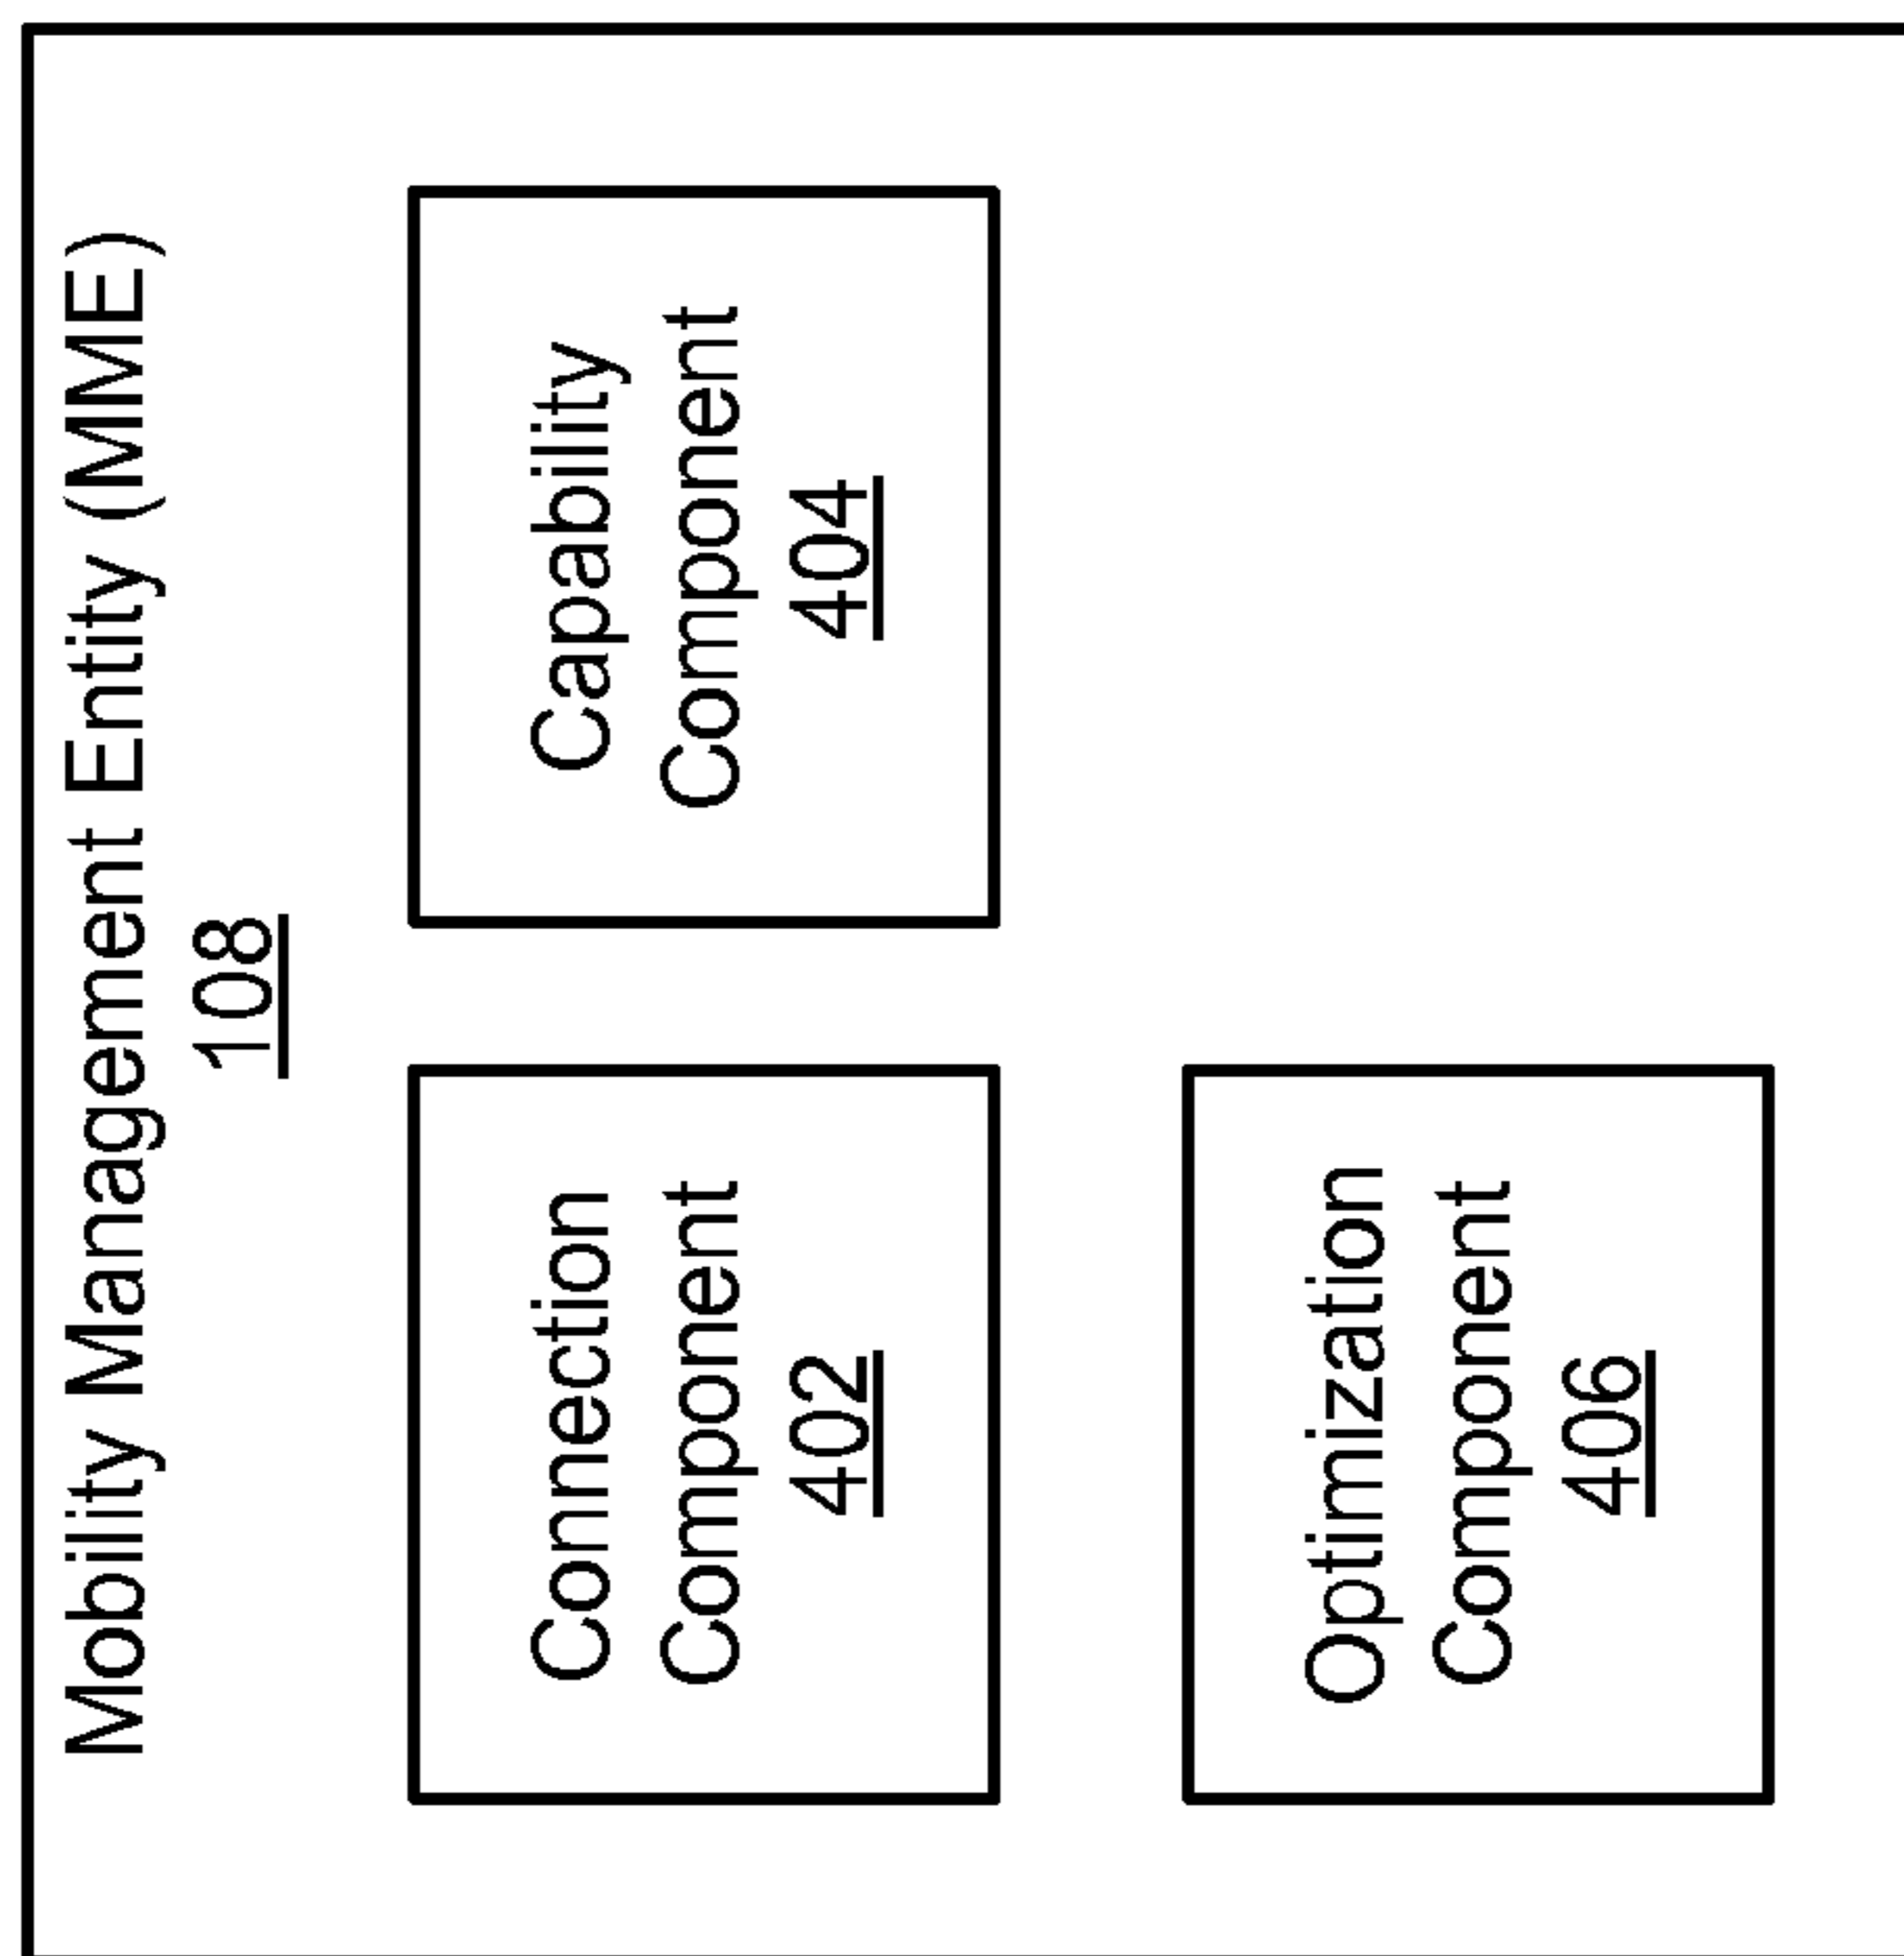 Mobility Management Entity (MME)
108
Connection
Component
402
Capability
Component
404
Optimization
Component
406